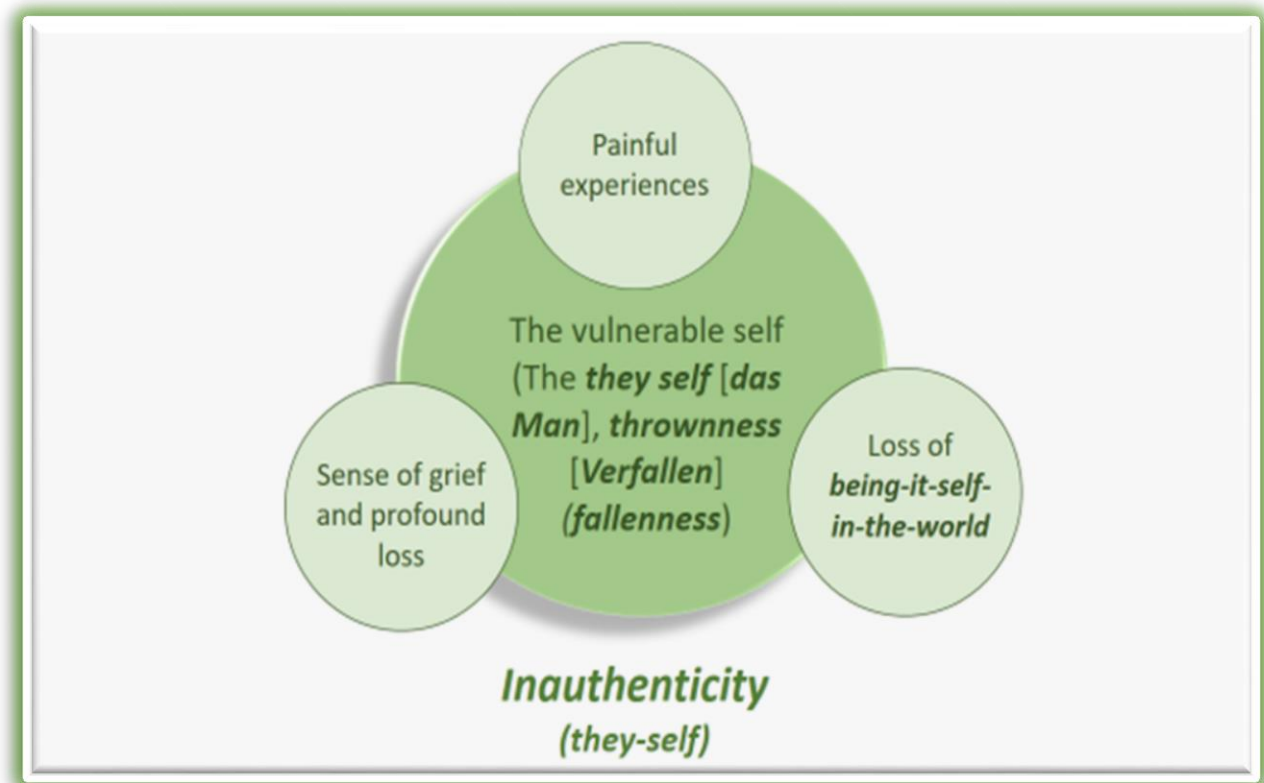 Painful
experiences
The vulnerable self
(The they self [das
Man], thrownness
[Verfallen]
(fallenness)
Sense of grief
and profound
loss
Loss of
being-it-self-
in-the-world
Inauthenticity
(they-self)